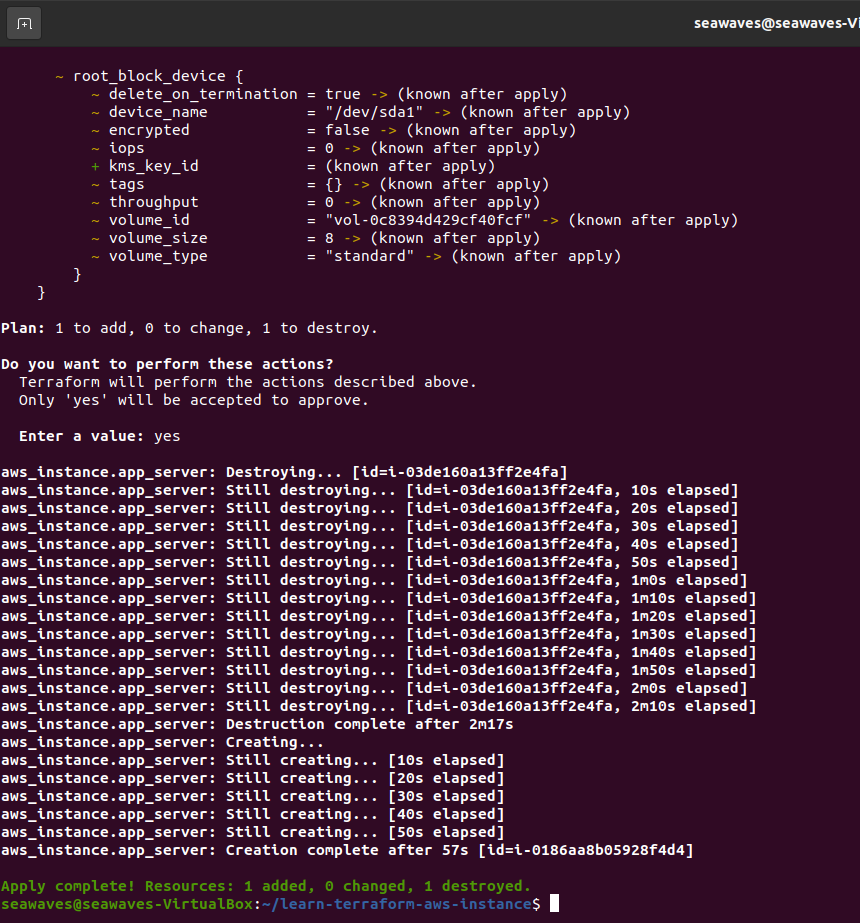 seawaves@seawaves-Vi
~ root_block_device {
~ delete_on_termination = true -> (known after apply)
~ device_name = "/dev/sda1" -> (known after apply)
~ encrypted = false -> (known after apply)
~ iops = 0 -> (known after apply)
+ kms_key_id = (known after apply)
~ tags = {} -> (known after apply)
~ throughput = 0 -> (known after apply)
~ volume_id = "vol-0c8394d429cf40fcf" -> (known after apply)
~ volume_size = 8 -> (known after apply)
~ volume_type = "standard" -> (known after apply)
}
}
Plan: 1 to add, 0 to change, 1 to destroy.
Do you want to perform these actions?
Terraform will perform the actions described above.
Only 'yes' will be accepted to approve.
Enter a value: yes
aws_instance.app_server: Destroying... [id=i-03de160a13ff2e4fa]
aws_instance.app_server: Still destroying... [id=i-03de160a13ff2e4fa, 10s elapsed]
aws_instance.app_server: Still destroying... [id=i-03de160a13ff2e4fa, 20s elapsed]
aws_instance.app_server: Still destroying... [id=i-03de160a13ff2e4fa, 30s elapsed]
aws_instance.app_server: Still destroying... [id=i-03de160a13ff2e4fa, 40s elapsed]
aws_instance.app_server: Still destroying... [id=i-03de160a13ff2e4fa, 50s elapsed]
aws_instance.app_server: Still destroying... [id=i-03de160a13ff2e4fa, 1m0s elapsed]
aws_instance.app_server: Still destroying... [id=i-03de160a13ff2e4fa, 1m10s elapsed]
aws_instance.app_server: Still destroying... [id=i-03de160a13ff2e4fa, 1m20s elapsed]
aws_instance.app_server: Still destroying... [id=i-03de160a13ff2e4fa, 1m30s elapsed]
aws_instance.app_server: Still destroying... [id=i-03de160a13ff2e4fa, 1m40s elapsed]
aws_instance.app_server: Still destroying... [id=i-03de160a13ff2e4fa, 1m50s elapsed]
aws_instance.app_server: Still destroying... [id=i-03de160a13ff2e4fa, 2m0s elapsed]
aws_instance.app_server: Still destroying... [id=i-03de160a13ff2e4fa, 2m10s elapsed]
aws_instance.app_server: Destruction complete after 2m17s
aws_instance.app_server: Creating...
aws_instance.app_server: Still creating... [10s elapsed]
aws_instance.app_server: Still creating... [20s elapsed]
aws_instance.app_server: Still creating... [30s elapsed]
aws_instance.app_server: Still creating... [40s elapsed]
aws_instance.app_server: Still creating... [50s elapsed]
aws_instance.app_server: Creation complete after 57s [id=i-0186aa8b05928f4d4]
Apply complete! Resources: 1 added, 0 changed, 1 destroyed.
seawaves@seawaves-VirtualBox:~/learn-terraform-aws-instance$